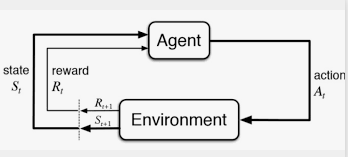 Agent
state
S_t
reward
R_t
action
A_t
R_{t+1}
S_{t+1}
Environment